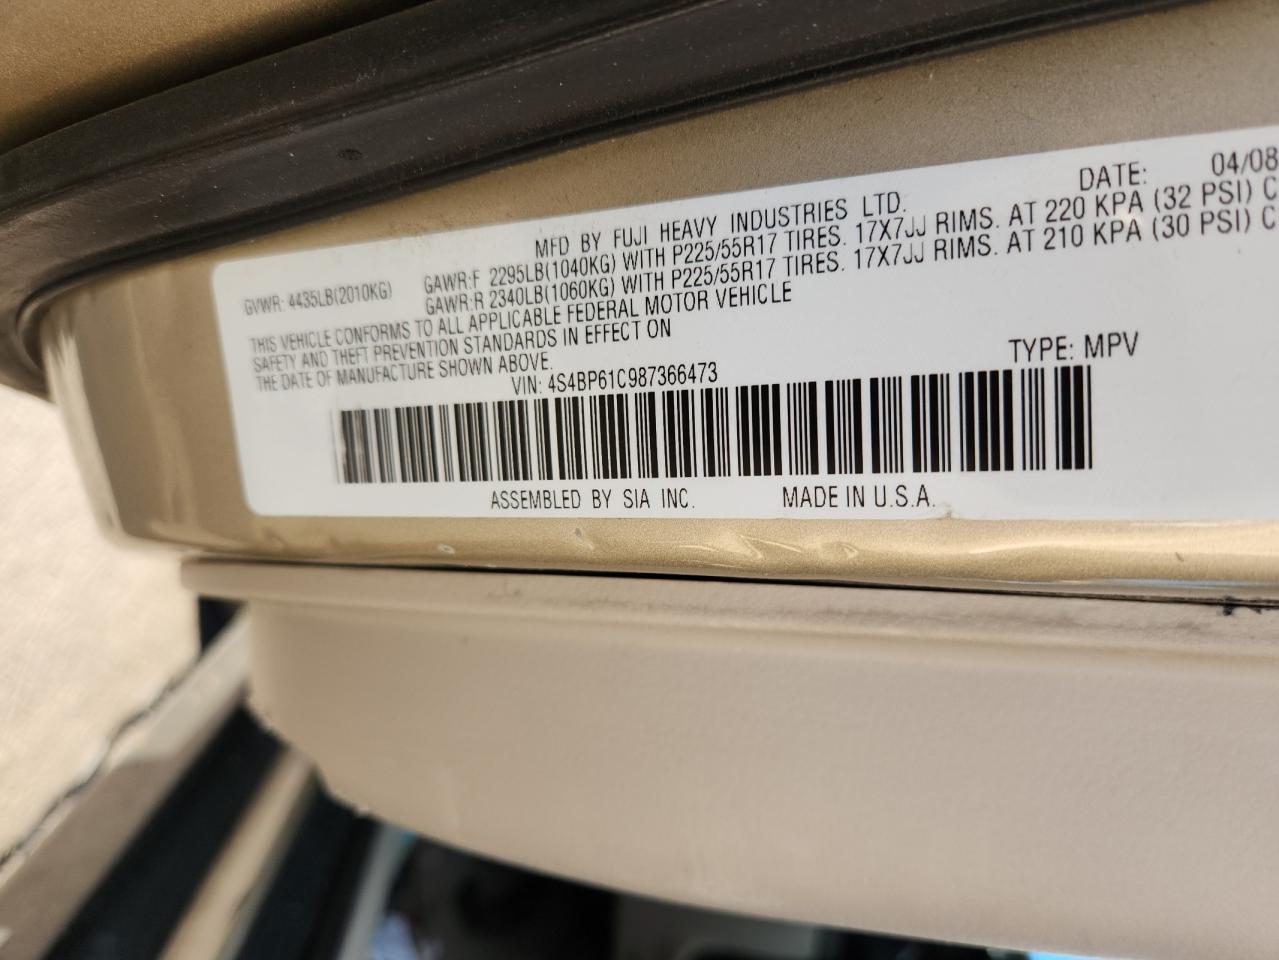 MFD BY FUJI HEAVY INDUSTRIES LTD. DATE: 04/08
GVWR: 4435LB(2010KG) GAWR:F 2295LB(1040KG) WITH P225/55R17 TIRES. 17X7JJ RIMS. AT 220 KPA (32 PSI) C
GAWR:R 2340LB(1060KG) WITH P225/55R17 TIRES. 17X7JJ RIMS. AT 210 KPA (30 PSI) C
THIS VEHICLE CONFORMS TO ALL APPLICABLE FEDERAL MOTOR VEHICLE
SAFETY AND THEFT PREVENTION STANDARDS IN EFFECT ON
THE DATE OF MANUFACTURE SHOWN ABOVE.
VIN: 4S4BP61C987366473 TYPE: MPV
ASSEMBLED BY SIA INC. MADE IN U.S.A.